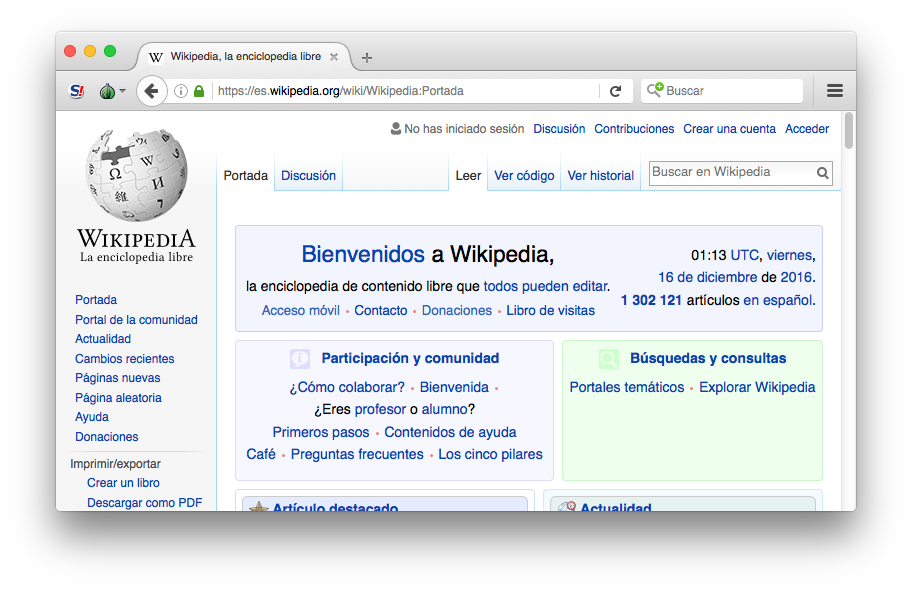 Wikipedia, la enciclopedia libre
https://es.wikipedia.org/wiki/Wikipedia:Portada
Buscar
No has iniciado sesión Discusión Contribuciones Crear una cuenta Acceder
Portada Discusión Leer Ver código Ver historial Buscar en Wikipedia
WIKIPEDIA
La enciclopedia libre
Portada
Portal de la comunidad
Actualidad
Cambios recientes
Páginas nuevas
Página aleatoria
Ayuda
Donaciones
Imprimir/exportar
Crear un libro
Descargar como PDF
Bienvenidos a Wikipedia,
la enciclopedia de contenido libre que todos pueden editar.
Acceso móvil • Contacto • Donaciones • Libro de visitas
01:13 UTC, viernes,
16 de diciembre de 2016.
1 302 121 artículos en español.
Participación y comunidad
¿Cómo colaborar? • Bienvenida •
¿Eres profesor o alumno?
Primeros pasos • Contenidos de ayuda
Café • Preguntas frecuentes • Los cinco pilares
Búsquedas y consultas
Portales temáticos • Explorar Wikipedia
Artículo destacado
Actualidad